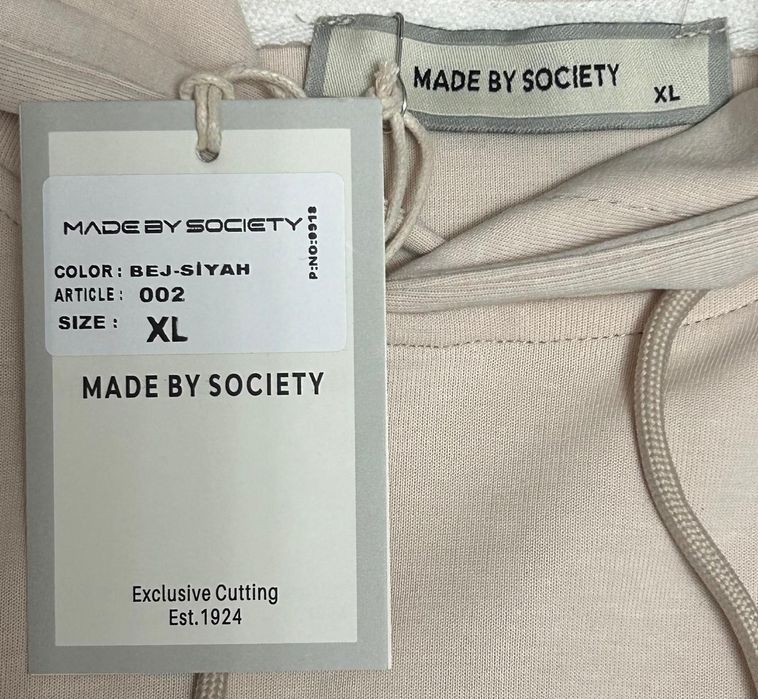 MADE BY SOCIETY
XL
MADE BY SOCIETY
P:NO:9918
COLOR: BEJ-SİYAH
ARTICLE: 002
SIZE: XL
MADE BY SOCIETY
Exclusive Cutting
Est.1924